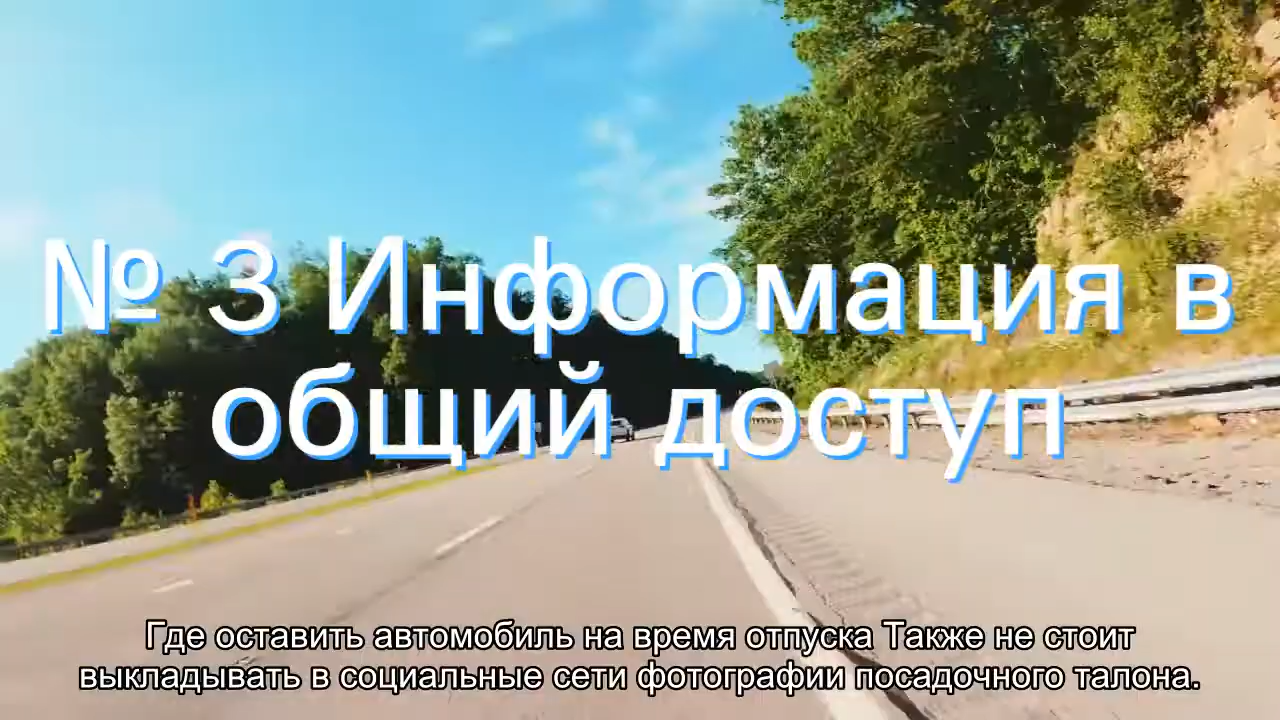 № 3 Информация в
общий доступ
Где оставить автомобиль на время отпуска Также не стоит
выкладывать в социальные сети фотографии посадочного талона.